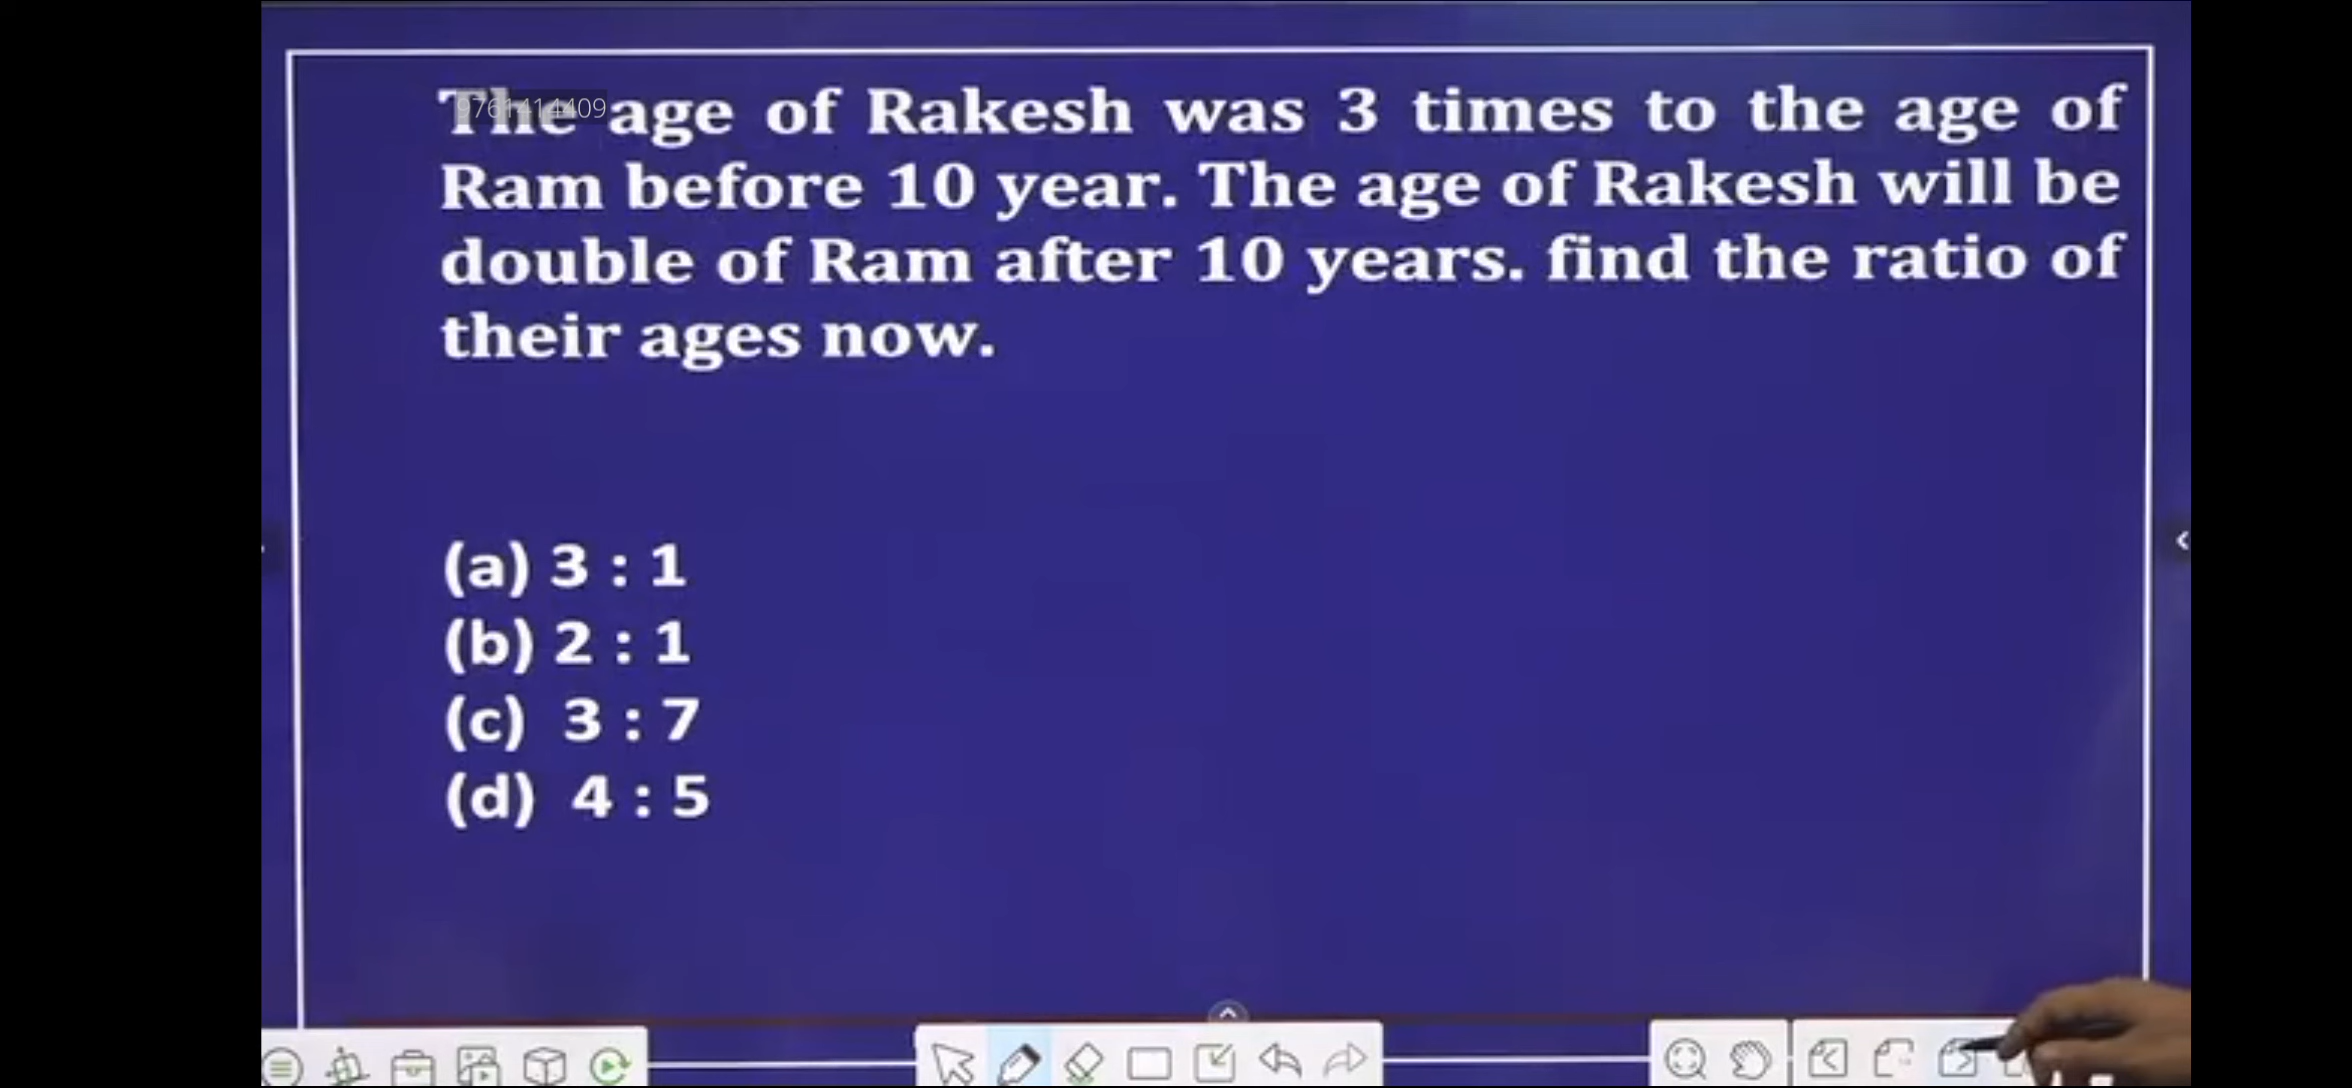 9761414409
The age of Rakesh was 3 times to the age of
Ram before 10 year. The age of Rakesh will be
double of Ram after 10 years. find the ratio of
their ages now.
(a) 3 : 1
(b) 2 : 1
(c) 3 : 7
(d) 4 : 5